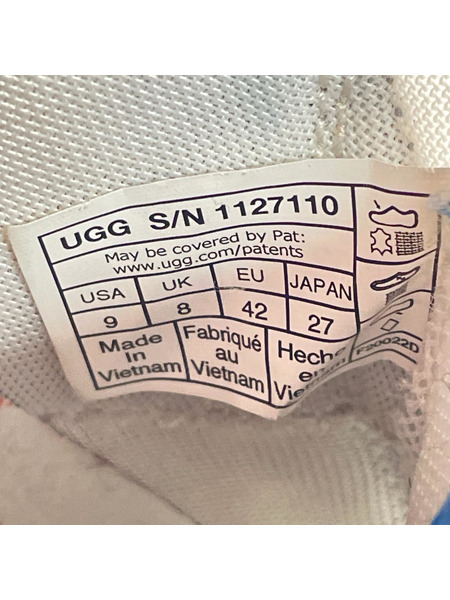 UGG S/N 1127110
May be covered by Pat:
www.ugg.com/patents
USA UK EU JAPAN
9 8 42 27
Made in Vietnam
Fabriqué au Vietnam
Hecho en
F20022D